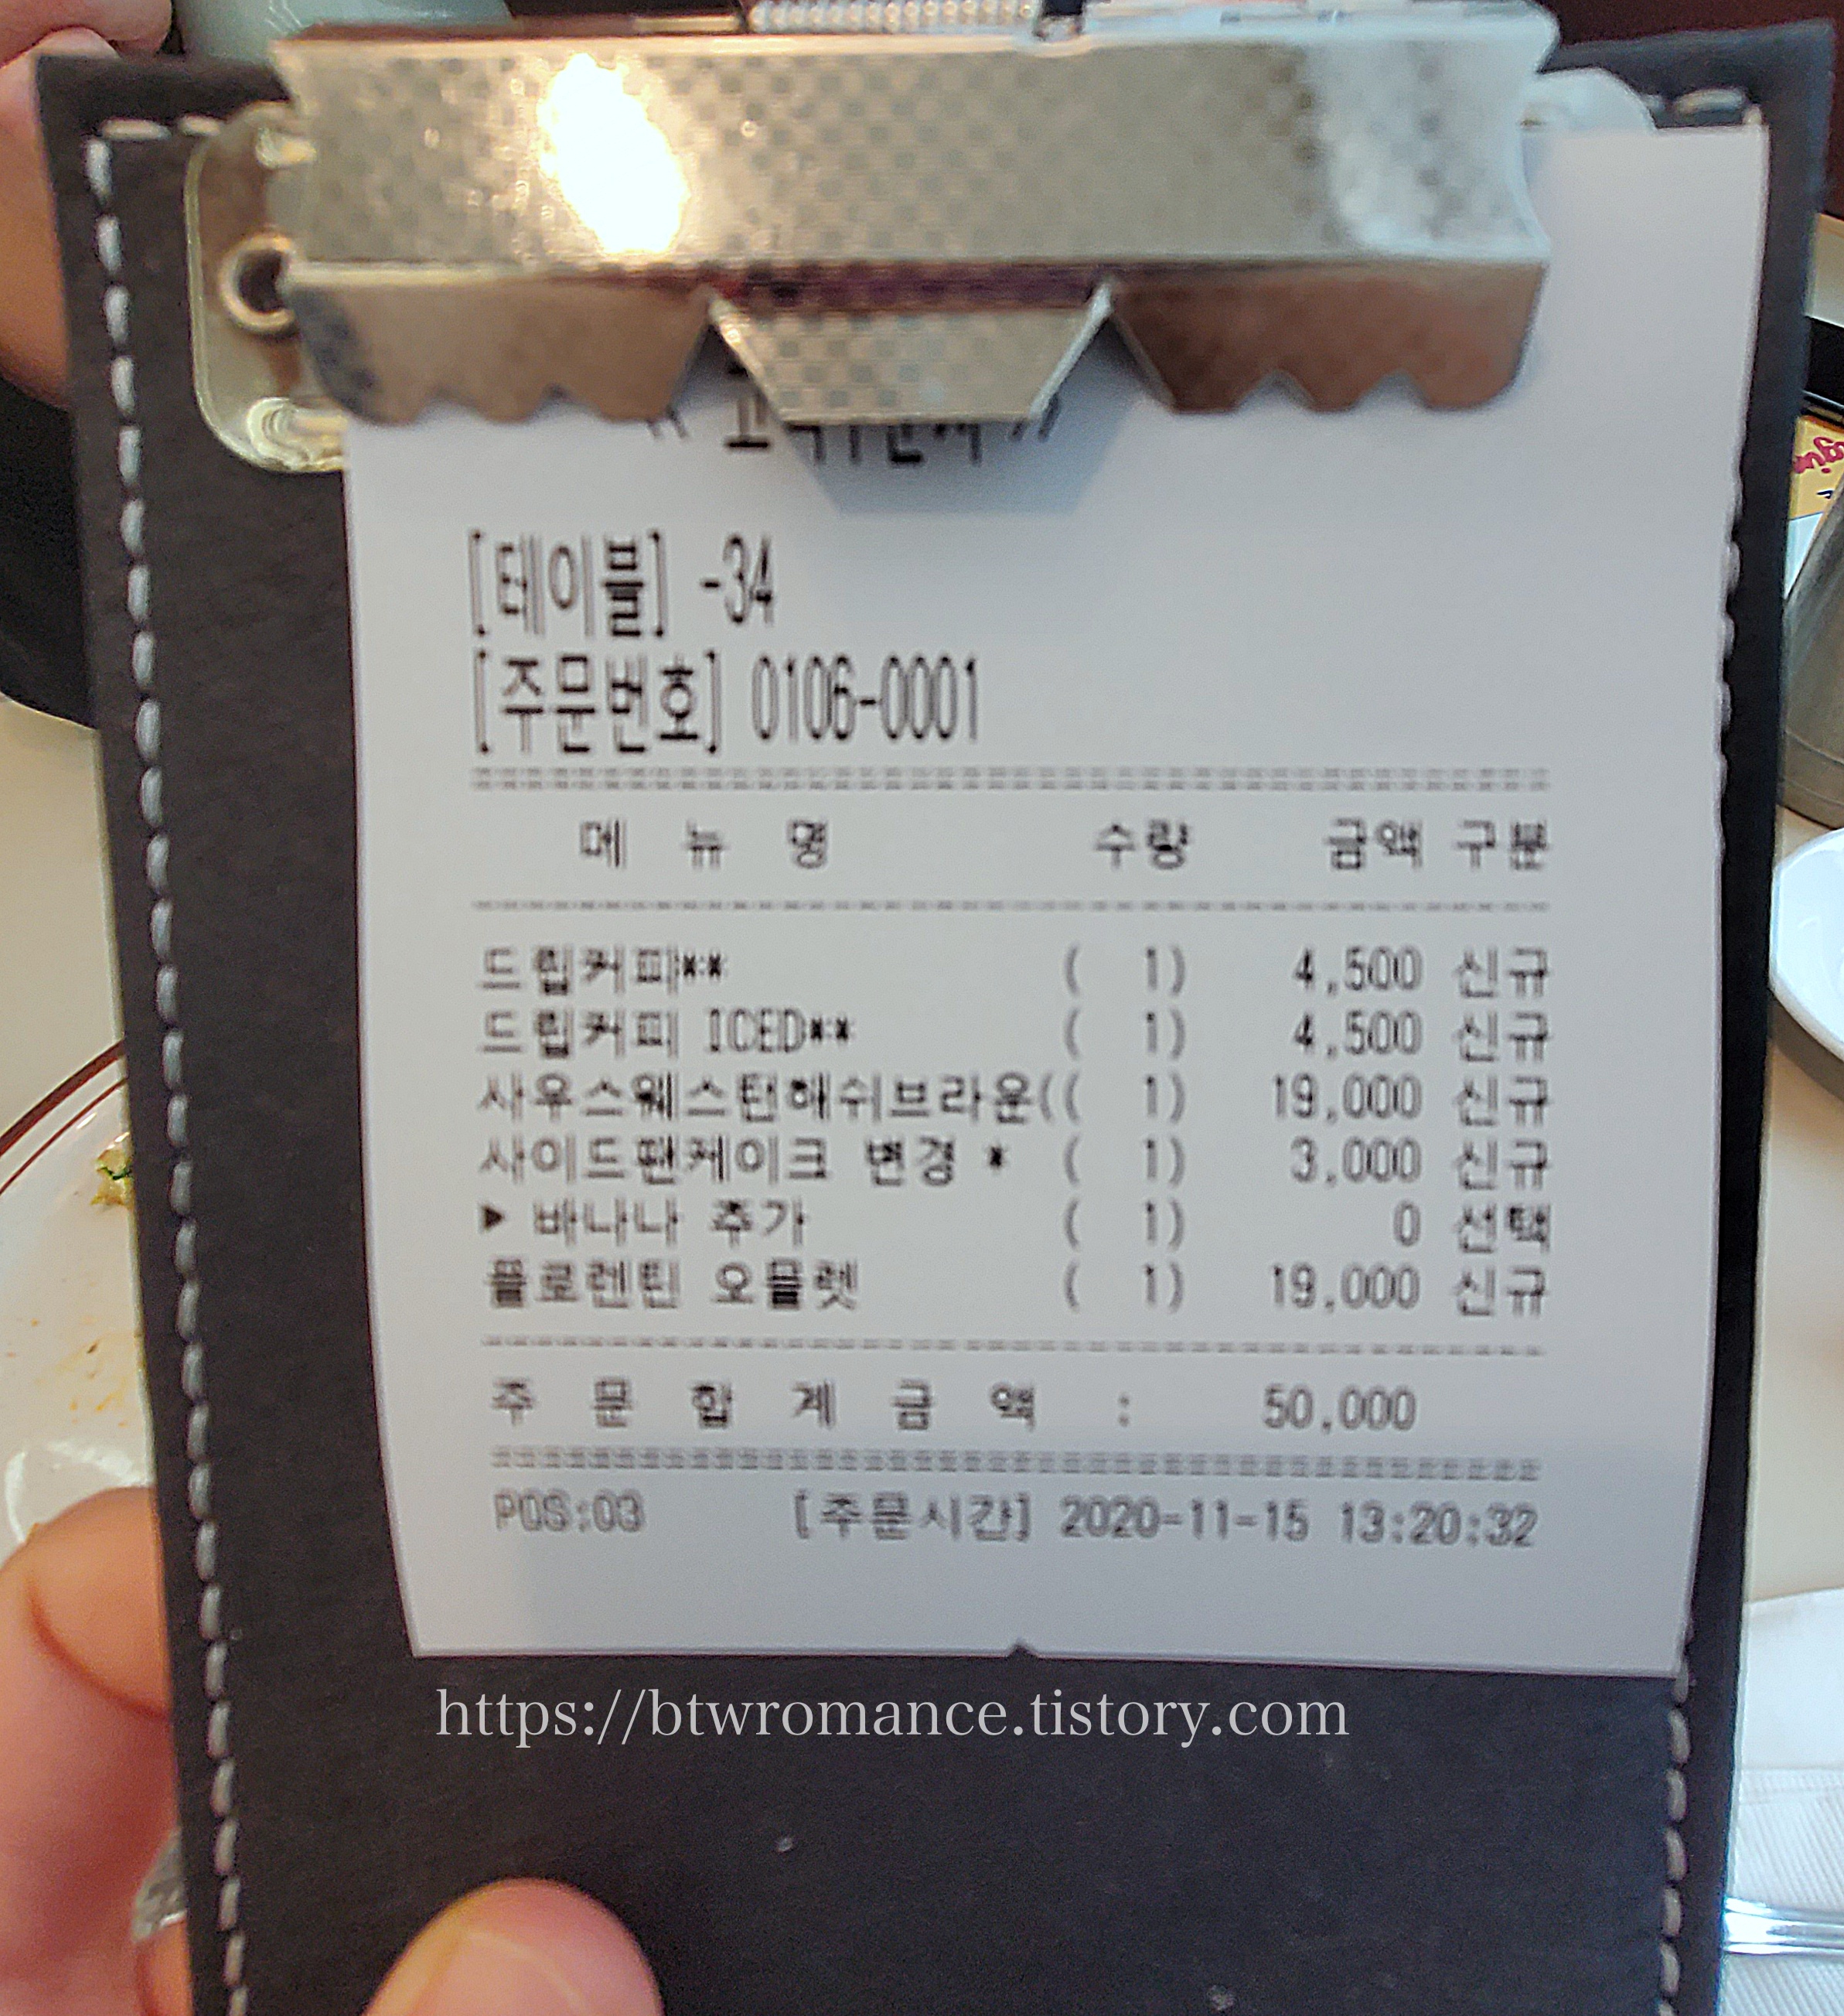 [테이블] -34
[주문번호] 0106-0001
메 뉴 명 수량 금액 구분
드립커피** ( 1) 4,500 신규
드립커피 ICED** ( 1) 4,500 신규
사우스웨스턴해쉬브라운(( 1) 19,000 신규
사이드팬케이크 변경 * ( 1) 3,000 신규
▶ 바나나 추가 ( 1) 0 선택
플로렌틴 오믈렛 ( 1) 19,000 신규
주 문 합 계 금 액 : 50,000
POS:03 [주문시간] 2020-11-15 13:20:32
https://btwromance.tistory.com